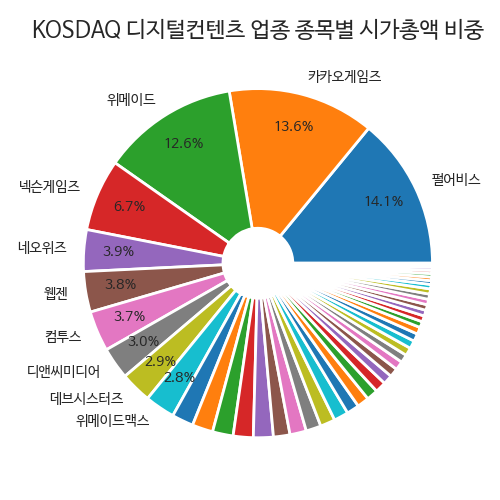 KOSDAQ 디지털컨텐츠 업종 종목별 시가총액 비중
카카오게임즈
위메이드
13.6%
12.6%
펄어비스
넥슨게임즈
14.1%
6.7%
네오위즈
3.9%
웹젠
3.8%
3.7%
컴투스
3.0%
2.9%
디앤씨미디어
2.8%
데브시스터즈
위메이드맥스